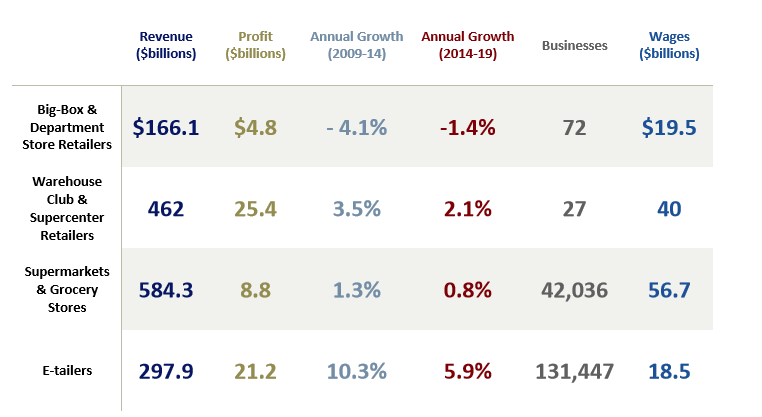 Revenue Profit Annual Growth Annual Growth Businesses Wages
($billions) ($billions) (2009-14) (2014-19) ($billions)
Big-Box &
Department
Store Retailers
$166.1 $4.8 - 4.1% -1.4% 72 $19.5
Warehouse
Club &
Supercenter
Retailers
462 25.4 3.5% 2.1% 27 40
Supermarkets
& Grocery
Stores
584.3 8.8 1.3% 0.8% 42,036 56.7
E-tailers 297.9 21.2 10.3% 5.9% 131,447 18.5